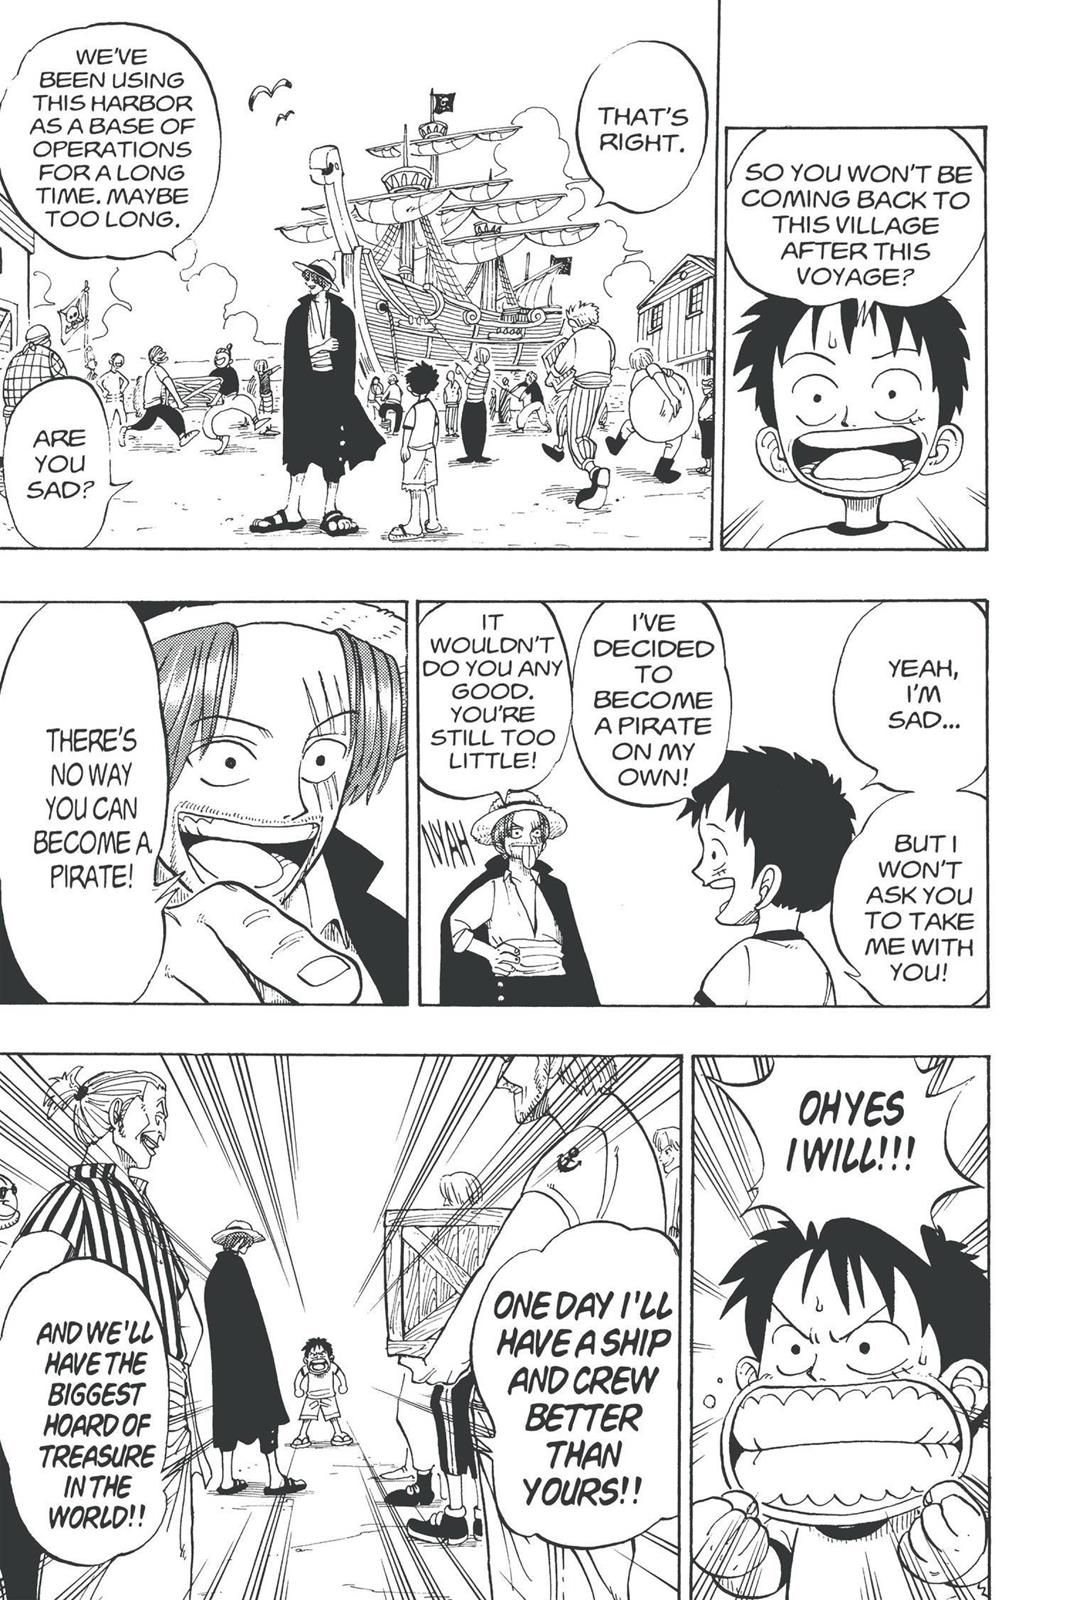 SO YOU WON'T BE
COMING BACK TO
THIS VILLAGE
AFTER THIS
VOYAGE?
THAT'S
RIGHT.
WE'VE
BEEN USING
THIS HARBOR
AS A BASE OF
OPERATIONS
FOR A LONG
TIME. MAYBE
TOO LONG.
ARE
YOU
SAD?
YEAH,
I'M
SAD...
BUT I
WON'T
ASK YOU
TO TAKE
ME WITH
YOU!
I'VE
DECIDED
TO
BECOME
A PIRATE
ON MY
OWN!
IT
WOULDN'T
DO YOU ANY
GOOD.
YOU'RE
STILL TOO
LITTLE!
NYAH
THERE'S
NO WAY
YOU CAN
BECOME A
PIRATE!
OH YES
I WILL!!!
ONE DAY I'LL
HAVE A SHIP
AND CREW
BETTER
THAN
YOURS!!
AND WE'LL
HAVE THE
BIGGEST
HOARD OF
TREASURE
IN THE
WORLD!!